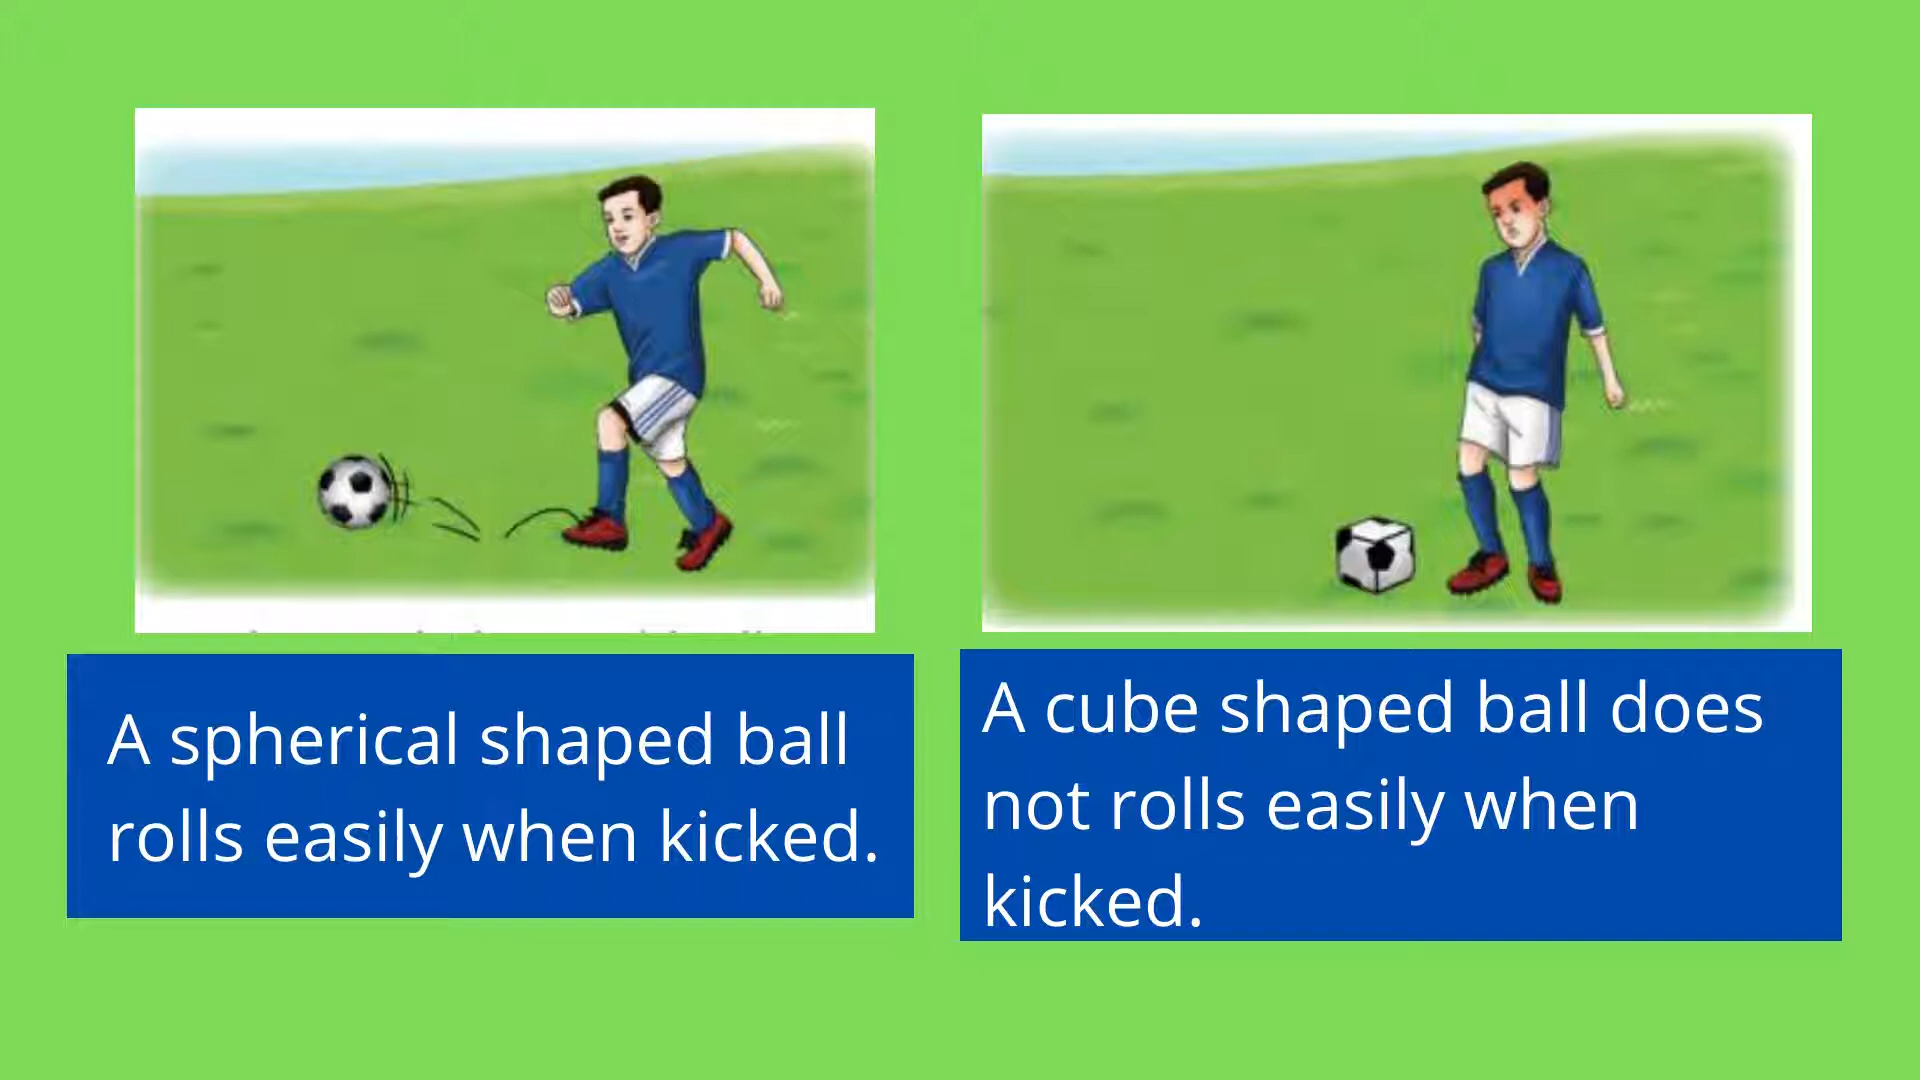 A spherical shaped ball
rolls easily when kicked.
A cube shaped ball does
not rolls easily when
kicked.